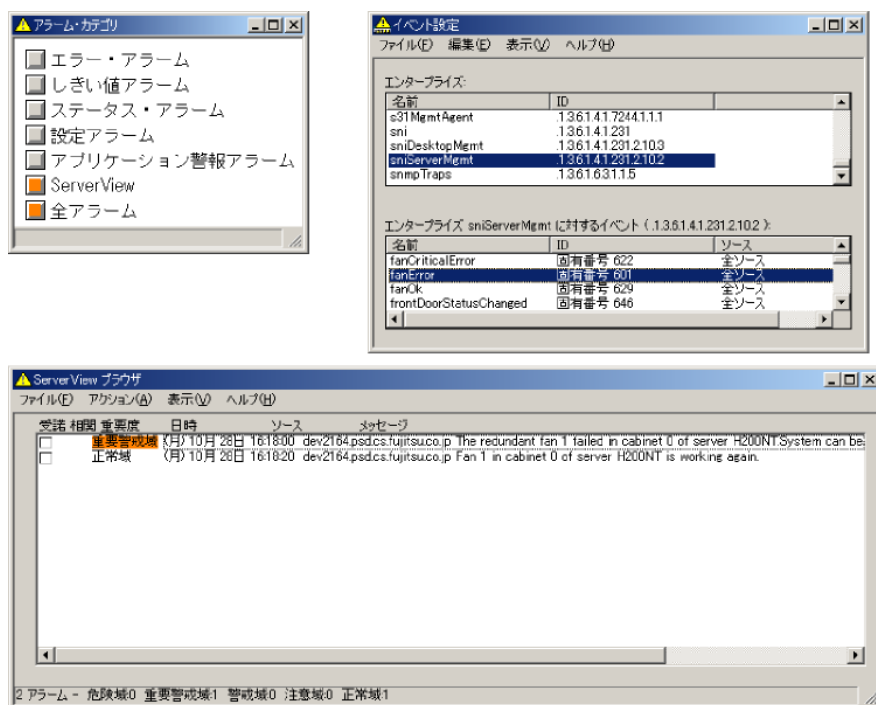 アラーム・カテゴリ
エラー・アラーム
しきい値アラーム
ステータス・アラーム
設定アラーム
アプリケーション警報アラーム
ServerView
全アラーム
イベント設定
ファイル(F) 編集(E) 表示(V) ヘルプ(H)
エンタープライズ:
名前 ID
s31MgmtAgent .1.3.6.1.4.1.7244.1.1.1
sni .1.3.6.1.4.1.231
sniDesktopMgmt .1.3.6.1.4.1.231.2.10.3
sniServerMgmt .1.3.6.1.4.1.231.2.10.2
snmpTraps .1.3.6.1.6.3.1.1.5
エンタープライズ sniServerMgmt に対するイベント ( .1.3.6.1.4.1.231.2.10.2 ):
名前 ID ソース
fanCriticalError 固有番号 622 全ソース
fanError 固有番号 601 全ソース
fanOk 固有番号 629 全ソース
frontDoorStatusChanged 固有番号 646 全ソース
ServerView ブラウザ
ファイル(F) アクション(A) 表示(V) ヘルプ(H)
受諾 相関 重要度 日時 ソース メッセージ
重要警戒域 (月) 10月 28日 16:18:00 dev2164.psd.cs.fujitsu.co.jp The redundant fan 1 failed in cabinet 0 of server H200NT.System can be
正常域 (月) 10月 28日 16:18:20 dev2164.psd.cs.fujitsu.co.jp Fan 1 in cabinet 0 of server H200NT is working again.
2 アラーム - 危険域:0 重要警戒域:1 警戒域:0 注意域:0 正常域:1